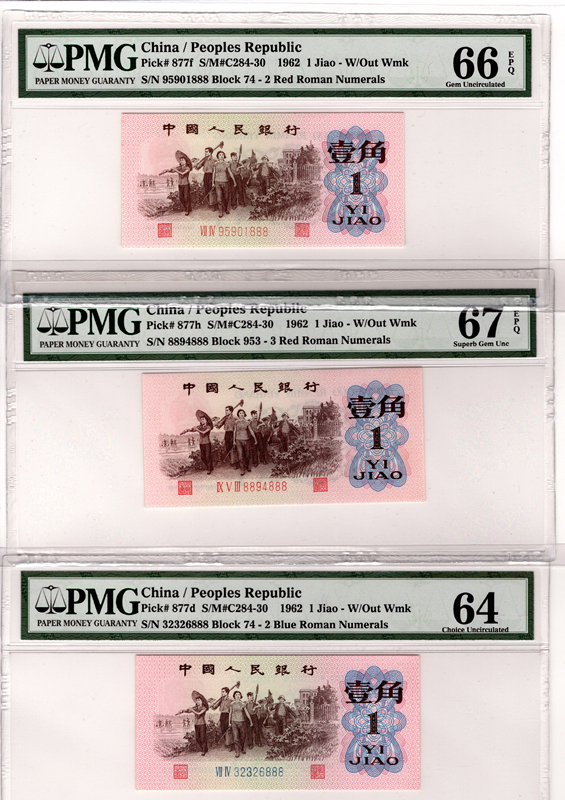 PMG
PAPER MONEY GUARANTY
China / Peoples Republic
Pick# 877f S/M#C284-30 1962 1 Jiao - W/Out Wmk
S/N 95901888 Block 74 - 2 Red Roman Numerals
66 EPQ
Gem Uncirculated
中國人民銀行
壹角
1
YI
JIAO
VII IV 95901888
PMG
PAPER MONEY GUARANTY
China / Peoples Republic
Pick# 877h S/M#C284-30 1962 1 Jiao - W/Out Wmk
S/N 8894888 Block 953 - 3 Red Roman Numerals
67 EPQ
Superb Gem Unc
中國人民銀行
壹角
1
YI
JIAO
IX V III 8894888
PMG
PAPER MONEY GUARANTY
China / Peoples Republic
Pick# 877d S/M#C284-30 1962 1 Jiao - W/Out Wmk
S/N 32326888 Block 74 - 2 Blue Roman Numerals
64
Choice Uncirculated
中國人民銀行
壹角
1
YI
JIAO
VII IV 32326888